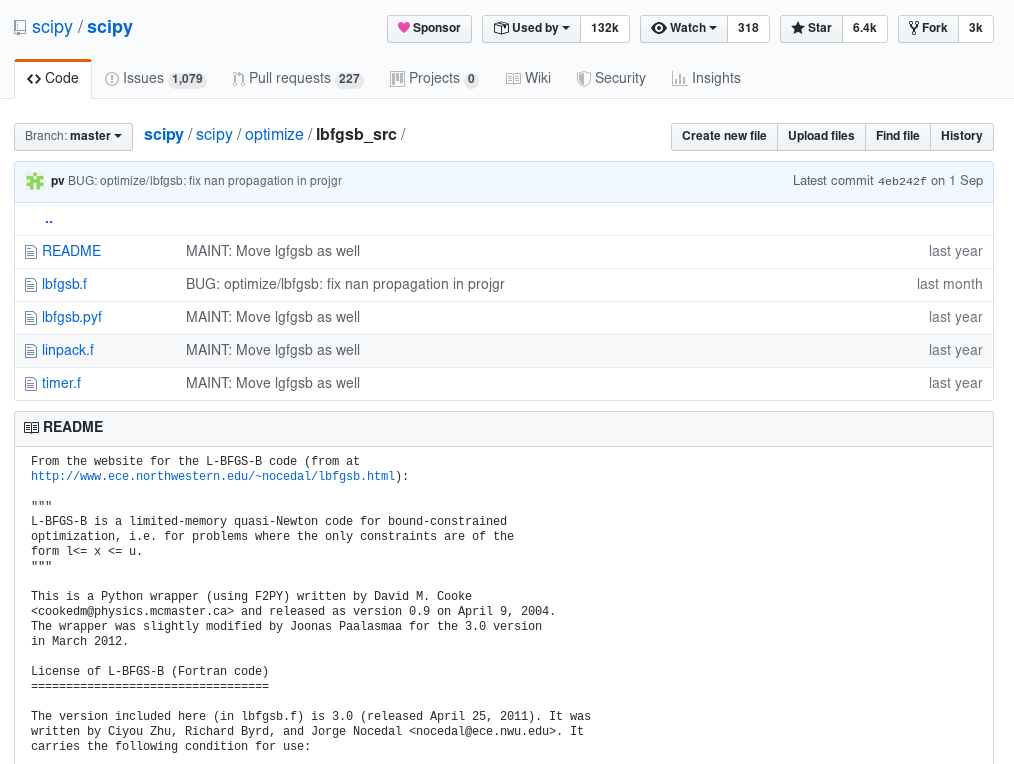 scipy / scipy
Sponsor Used by 132k Watch 318 Star 6.4k Fork 3k
Code Issues 1,079 Pull requests 227 Projects 0 Wiki Security Insights
Branch: master scipy / scipy / optimize / lbfgsb_src / Create new file Upload files Find file History
pv BUG: optimize/lbfgsb: fix nan propagation in projgr Latest commit 4eb242f on 1 Sep
..
README MAINT: Move lgfgsb as well last year
lbfgsb.f BUG: optimize/lbfgsb: fix nan propagation in projgr last month
lbfgsb.pyf MAINT: Move lgfgsb as well last year
linpack.f MAINT: Move lgfgsb as well last year
timer.f MAINT: Move lgfgsb as well last year
README
From the website for the L-BFGS-B code (from at
http://www.ece.northwestern.edu/~nocedal/lbfgsb.html):
"""
L-BFGS-B is a limited-memory quasi-Newton code for bound-constrained
optimization, i.e. for problems where the only constraints are of the
form l<= x <= u.
"""
This is a Python wrapper (using F2PY) written by David M. Cooke
<cookedm@physics.mcmaster.ca> and released as version 0.9 on April 9, 2004.
The wrapper was slightly modified by Joonas Paalasmaa for the 3.0 version
in March 2012.
License of L-BFGS-B (Fortran code)
==================================
The version included here (in lbfgsb.f) is 3.0 (released April 25, 2011). It was
written by Ciyou Zhu, Richard Byrd, and Jorge Nocedal <nocedal@ece.nwu.edu>. It
carries the following condition for use: